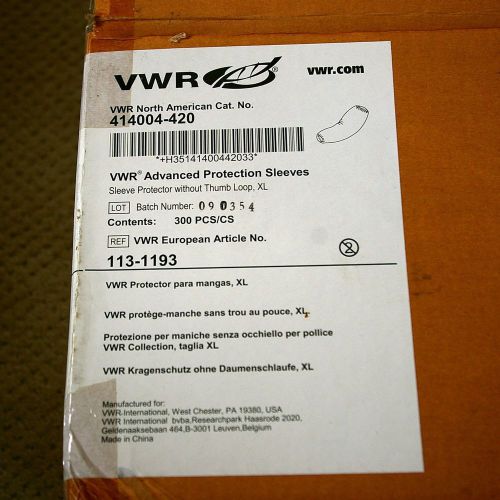 VWR®
vwr.com
VWR North American Cat. No.
414004-420
*+H35141400442033*
VWR® Advanced Protection Sleeves
Sleeve Protector without Thumb Loop, XL
LOT Batch Number: 090354
Contents: 300 PCS/CS
REF VWR European Article No.
113-1193
VWR Protector para mangas, XL
VWR protège-manche sans trou au pouce, XL
Protezione per maniche senza occhiello per pollice
VWR Collection, taglia XL
VWR Kragenschutz ohne Daumenschlaufe, XL
Manufactured for:
VWR-International, West Chester, PA 19380, USA
VWR International bvba,Researchpark Haasrode 2020,
Geldenaaksebaan 464,B-3001 Leuven,Belgium
Made in China